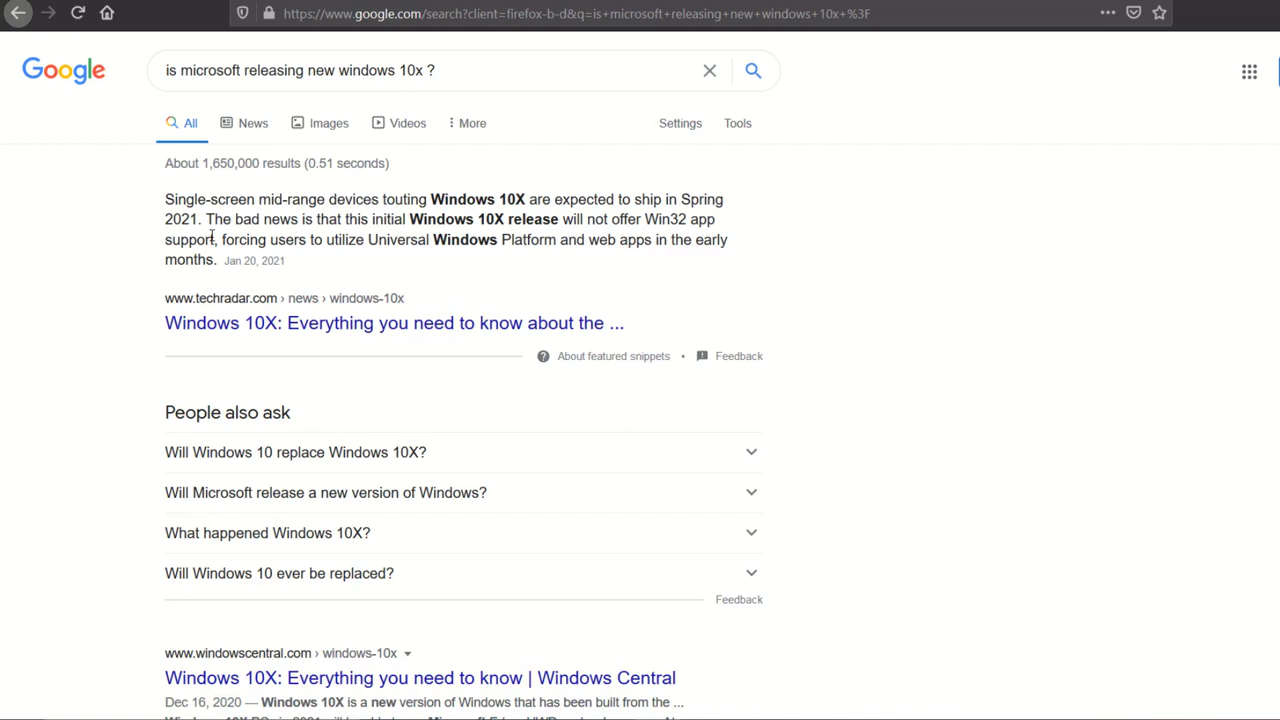 https://www.google.com/search?client=firefox-b-d&q=is+microsoft+releasing+new+windows+10x+%3F
Google
is microsoft releasing new windows 10x ?
All News Images Videos More Settings Tools
About 1,650,000 results (0.51 seconds)
Single-screen mid-range devices touting Windows 10X are expected to ship in Spring
2021. The bad news is that this initial Windows 10X release will not offer Win32 app
support, forcing users to utilize Universal Windows Platform and web apps in the early
months. Jan 20, 2021
www.techradar.com › news › windows-10x
Windows 10X: Everything you need to know about the ...
About featured snippets • Feedback
People also ask
Will Windows 10 replace Windows 10X?
Will Microsoft release a new version of Windows?
What happened Windows 10X?
Will Windows 10 ever be replaced?
Feedback
www.windowscentral.com › windows-10x
Windows 10X: Everything you need to know | Windows Central
Dec 16, 2020 — Windows 10X is a new version of Windows that has been built from the ...